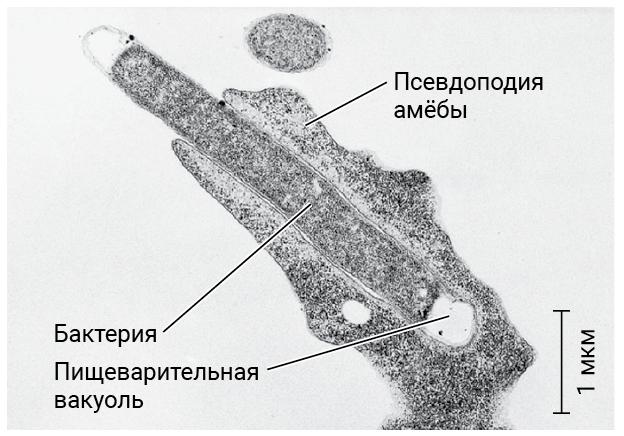 Псевдоподия
амёбы
Бактерия
Пищеварительная
вакуоль
1 мкм